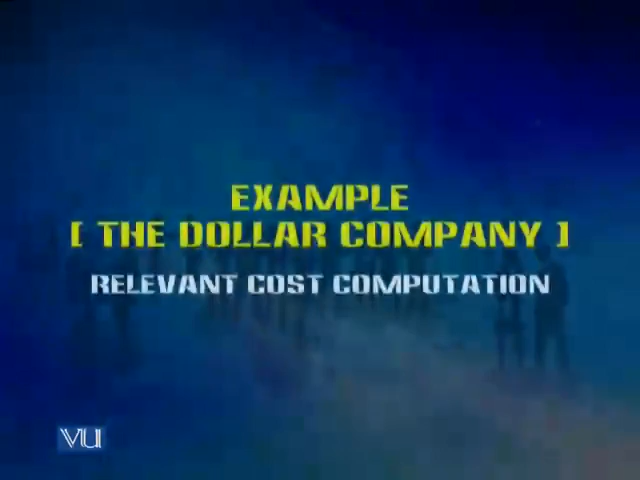 EXAMPLE
[ THE DOLLAR COMPANY ]
RELEVANT COST COMPUTATION
VU